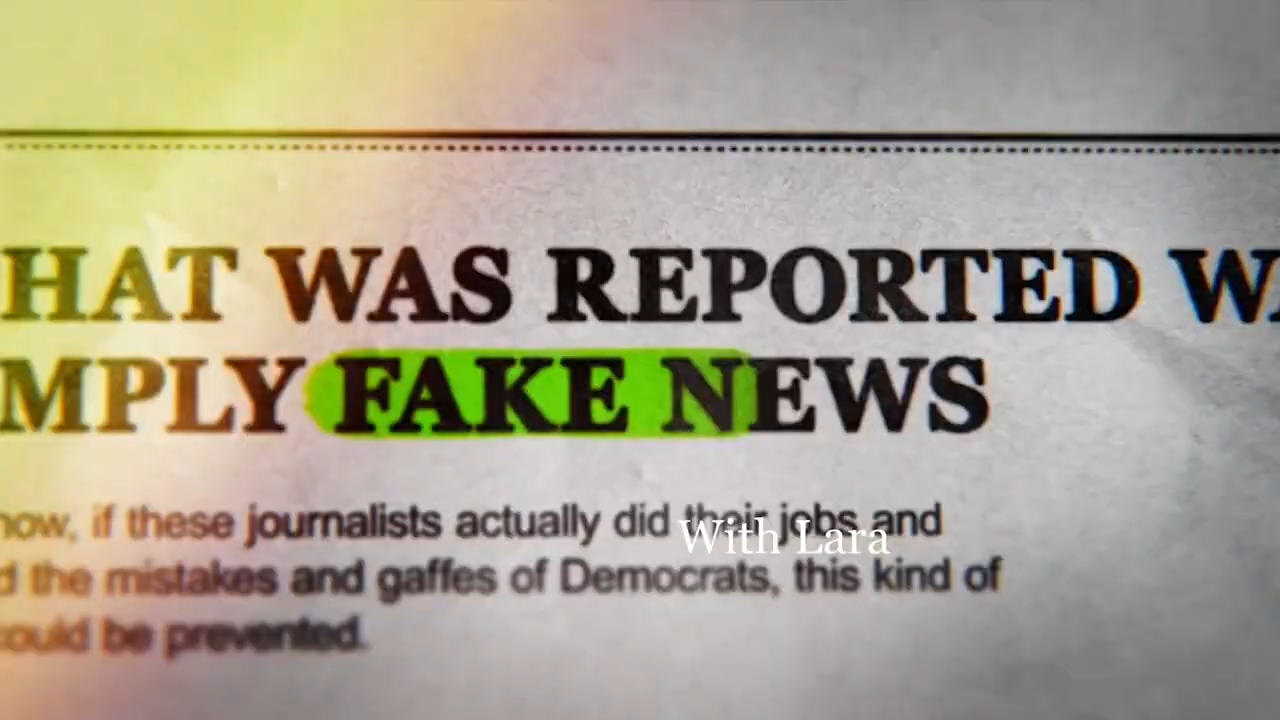 HAT WAS REPORTED WA
MPLY FAKE NEWS
now, if these journalists actually did their jobs and
With Lara
d the mistakes and gaffes of Democrats, this kind of
could be prevented.